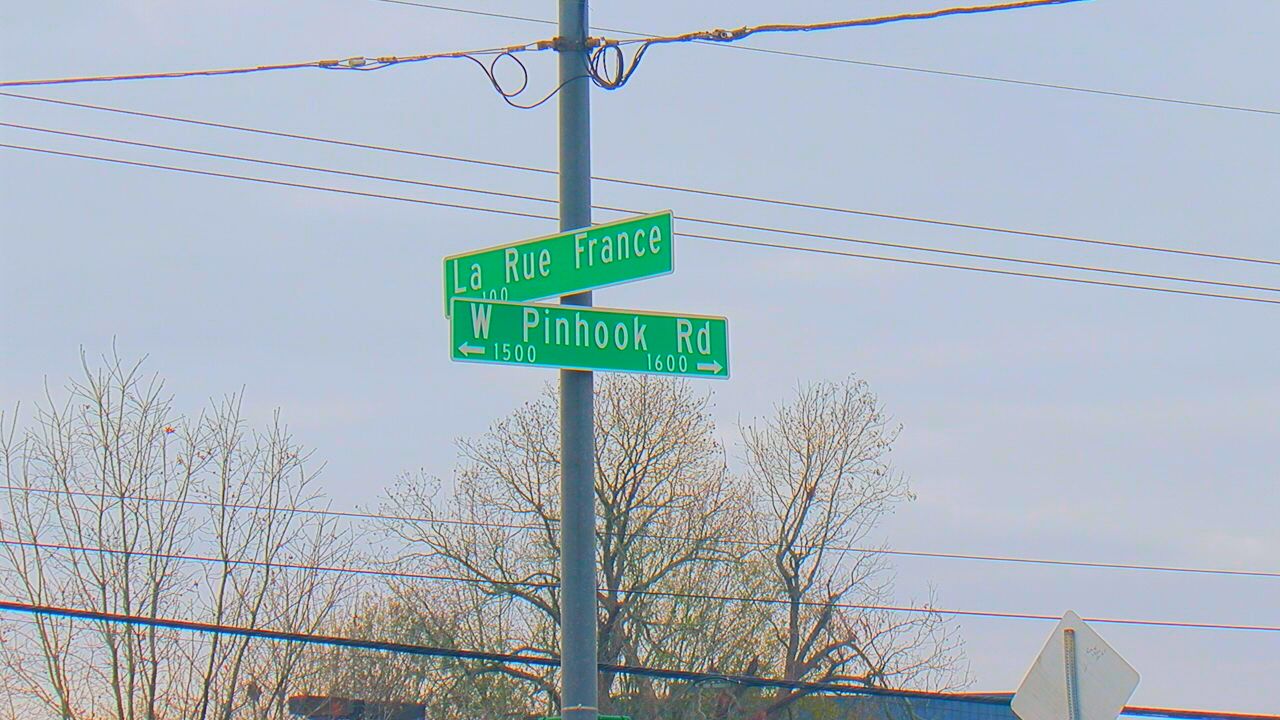 La Rue France
100
W Pinhook Rd
← 1500 1600 →